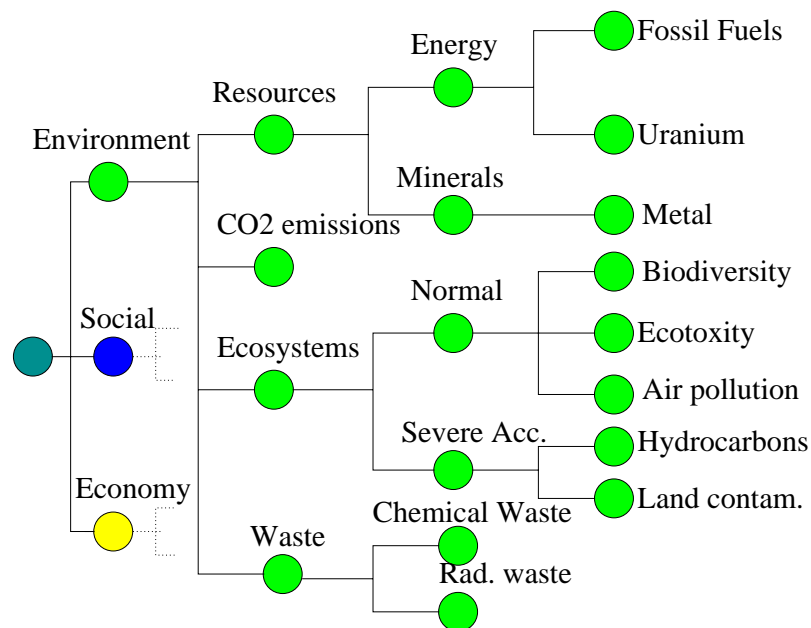 Fossil Fuels
Energy
Resources
Uranium
Environment
Minerals
Metal
CO2 emissions
Biodiversity
Normal
Social
Ecosystems
Ecotoxity
Air pollution
Severe Acc.
Hydrocarbons
Economy
Land contam.
Chemical Waste
Waste
Rad. waste